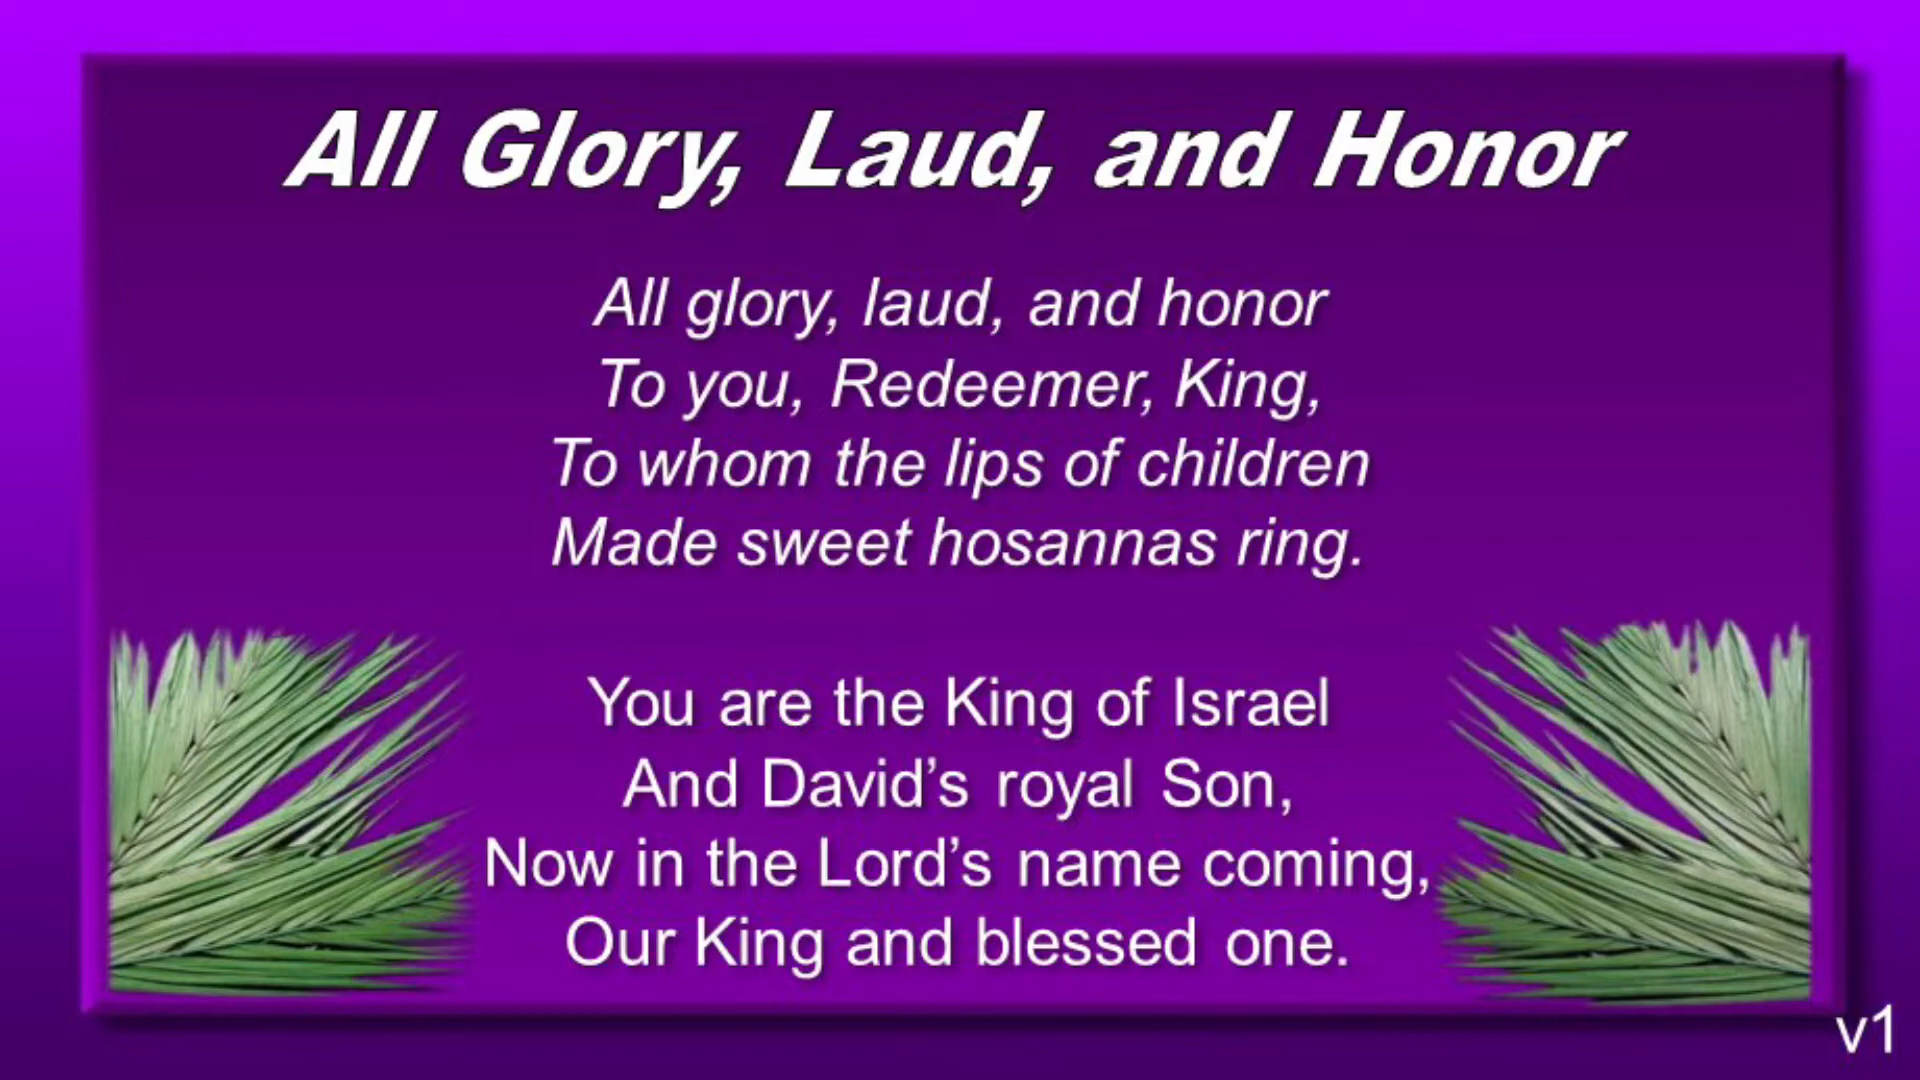 All Glory, Laud, and Honor
All glory, laud, and honor
To you, Redeemer, King,
To whom the lips of children
Made sweet hosannas ring.
You are the King of Israel
And David’s royal Son,
Now in the Lord’s name coming,
Our King and blessed one.
v1